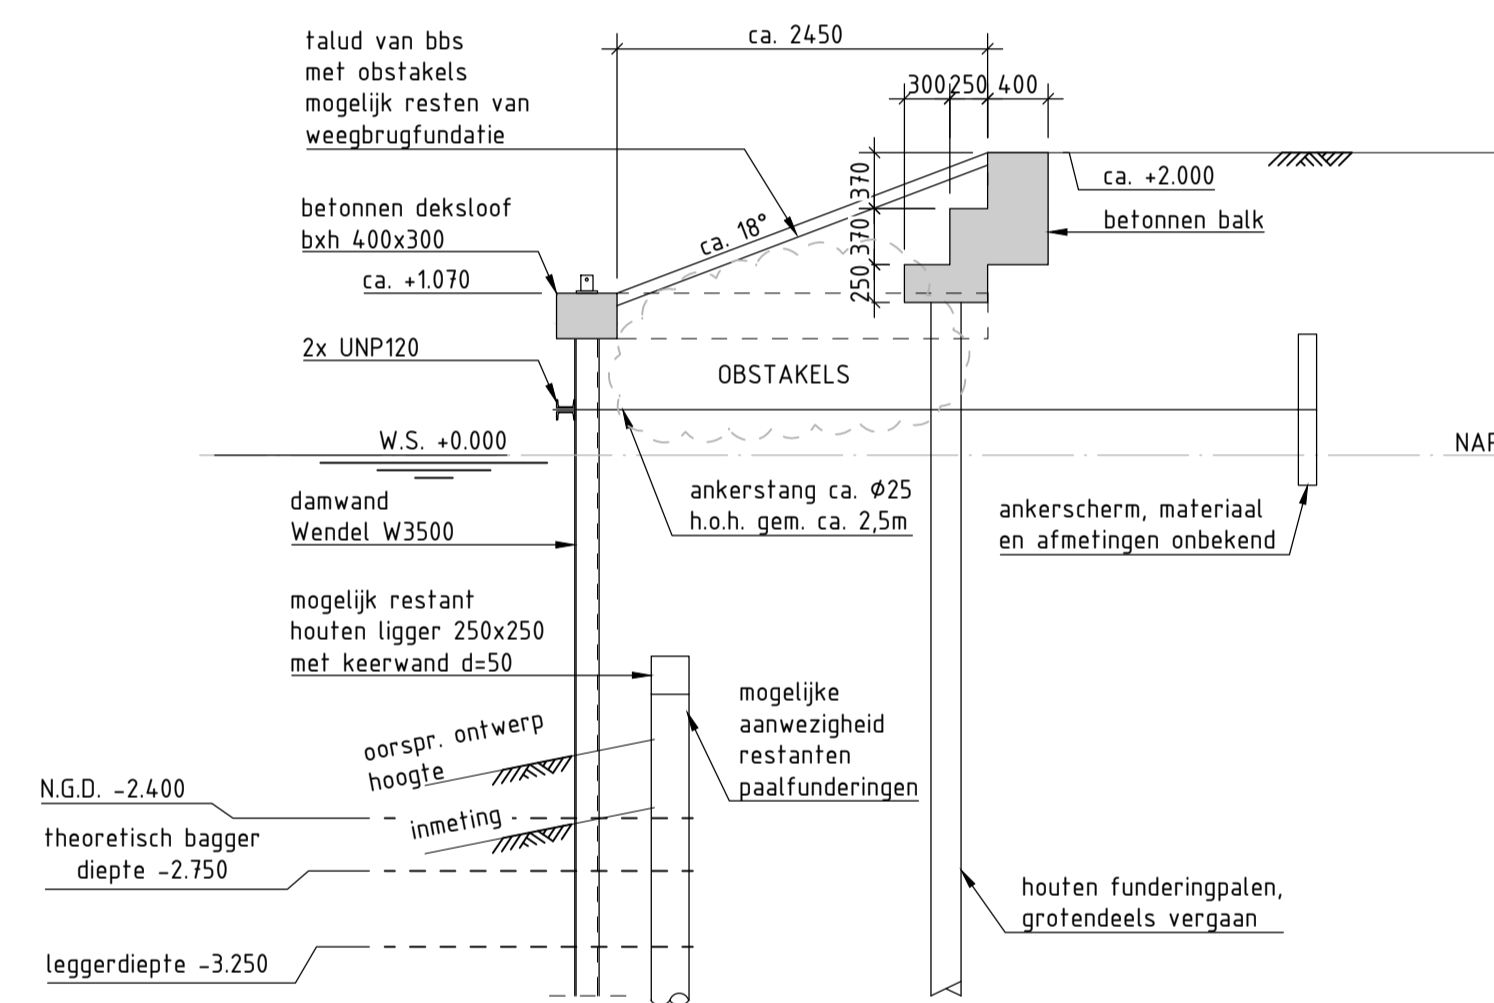 talud van bbs
met obstakels
mogelijk resten van
weegbrugfundatie
ca. 2450
300
250
400
370
370
250
ca. 18°
ca. +2.000
betonnen balk
betonnen deksloof
bxh 400x300
ca. +1.070
2x UNP120
OBSTAKELS
W.S. +0.000
NAP
damwand
Wendel W3500
ankerstang ca. Ø25
h.o.h. gem. ca. 2,5m
ankerscherm, materiaal
en afmetingen onbekend
mogelijk restant
houten ligger 250x250
met keerwand d=50
mogelijke
aanwezigheid
restanten
paalfunderingen
oorspr. ontwerp
hoogte
inmeting
N.G.D. -2.400
theoretisch bagger
diepte -2.750
leggerdiepte -3.250
houten funderingpalen,
grotendeels vergaan